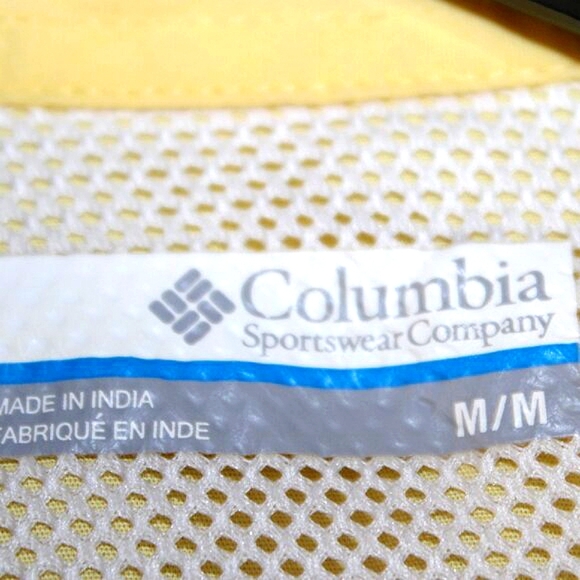 Columbia
Sportswear Company
MADE IN INDIA
FABRIQUÉ EN INDE
M/M